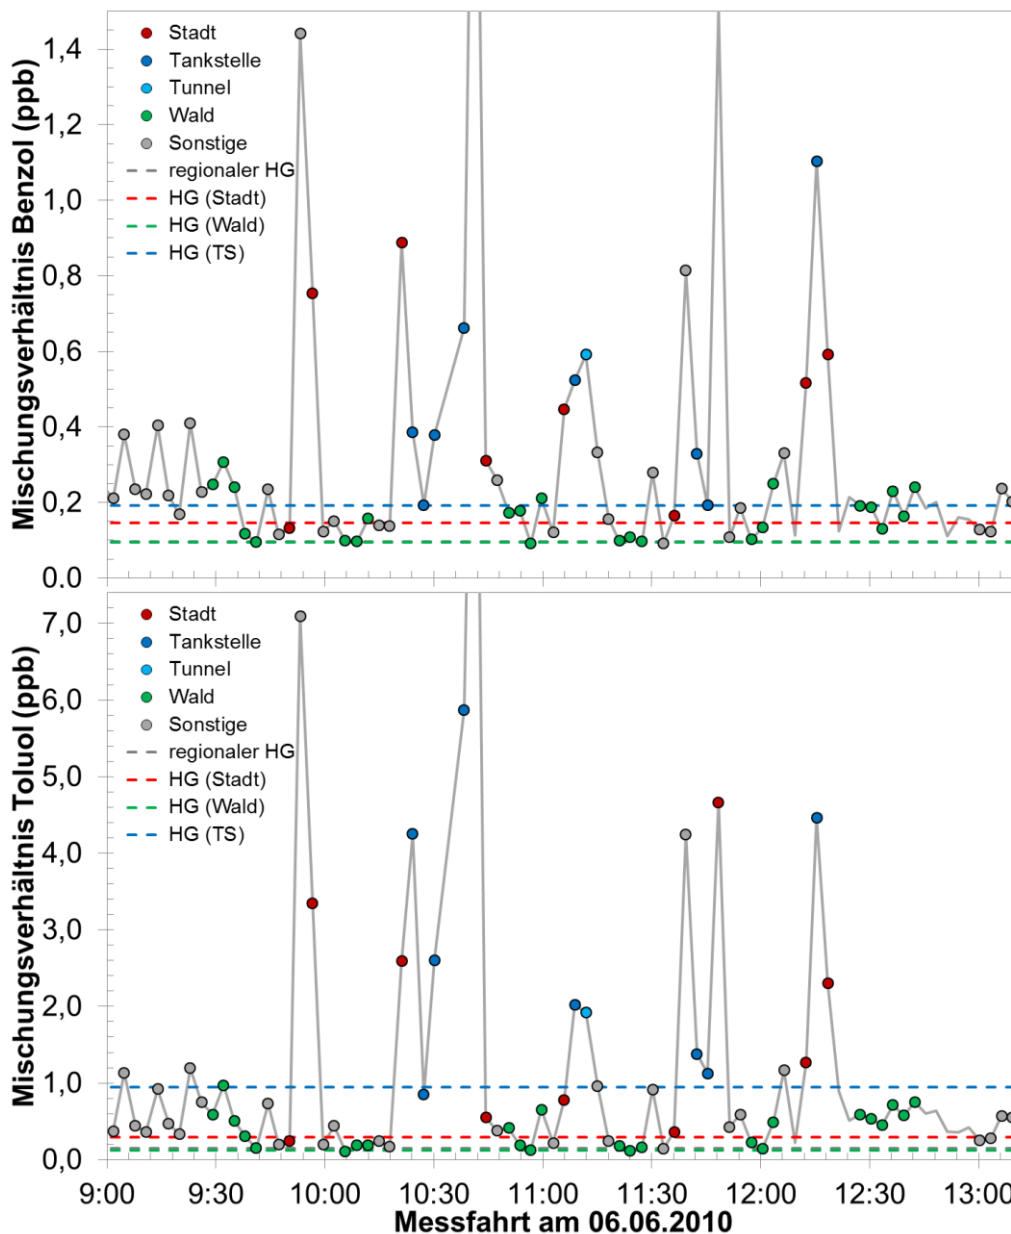 Mischungsverhältnis Benzol (ppb)
1,4
1,2
1,0
0,8
0,6
0,4
0.2
0.0
Stadt
Tankstelle
Tunnel
Wald
Sonstige
regionaler HG
HG (Stadt)
HG (Wald)
HG (TS)
Mischungsverhältnis Toluol (ppb)
7,0
6,0
5,0
4,0
3,0
2,0
1,0
0,0
Stadt
Tankstelle
Tunnel
Wald
Sonstige
regionaler HG
HG (Stadt)
HG (Wald)
HG (TS)
9:00 9:30 10:00 10:30 11:00 11:30 12:00 12:30 13:00
Messfahrt am 06.06.2010